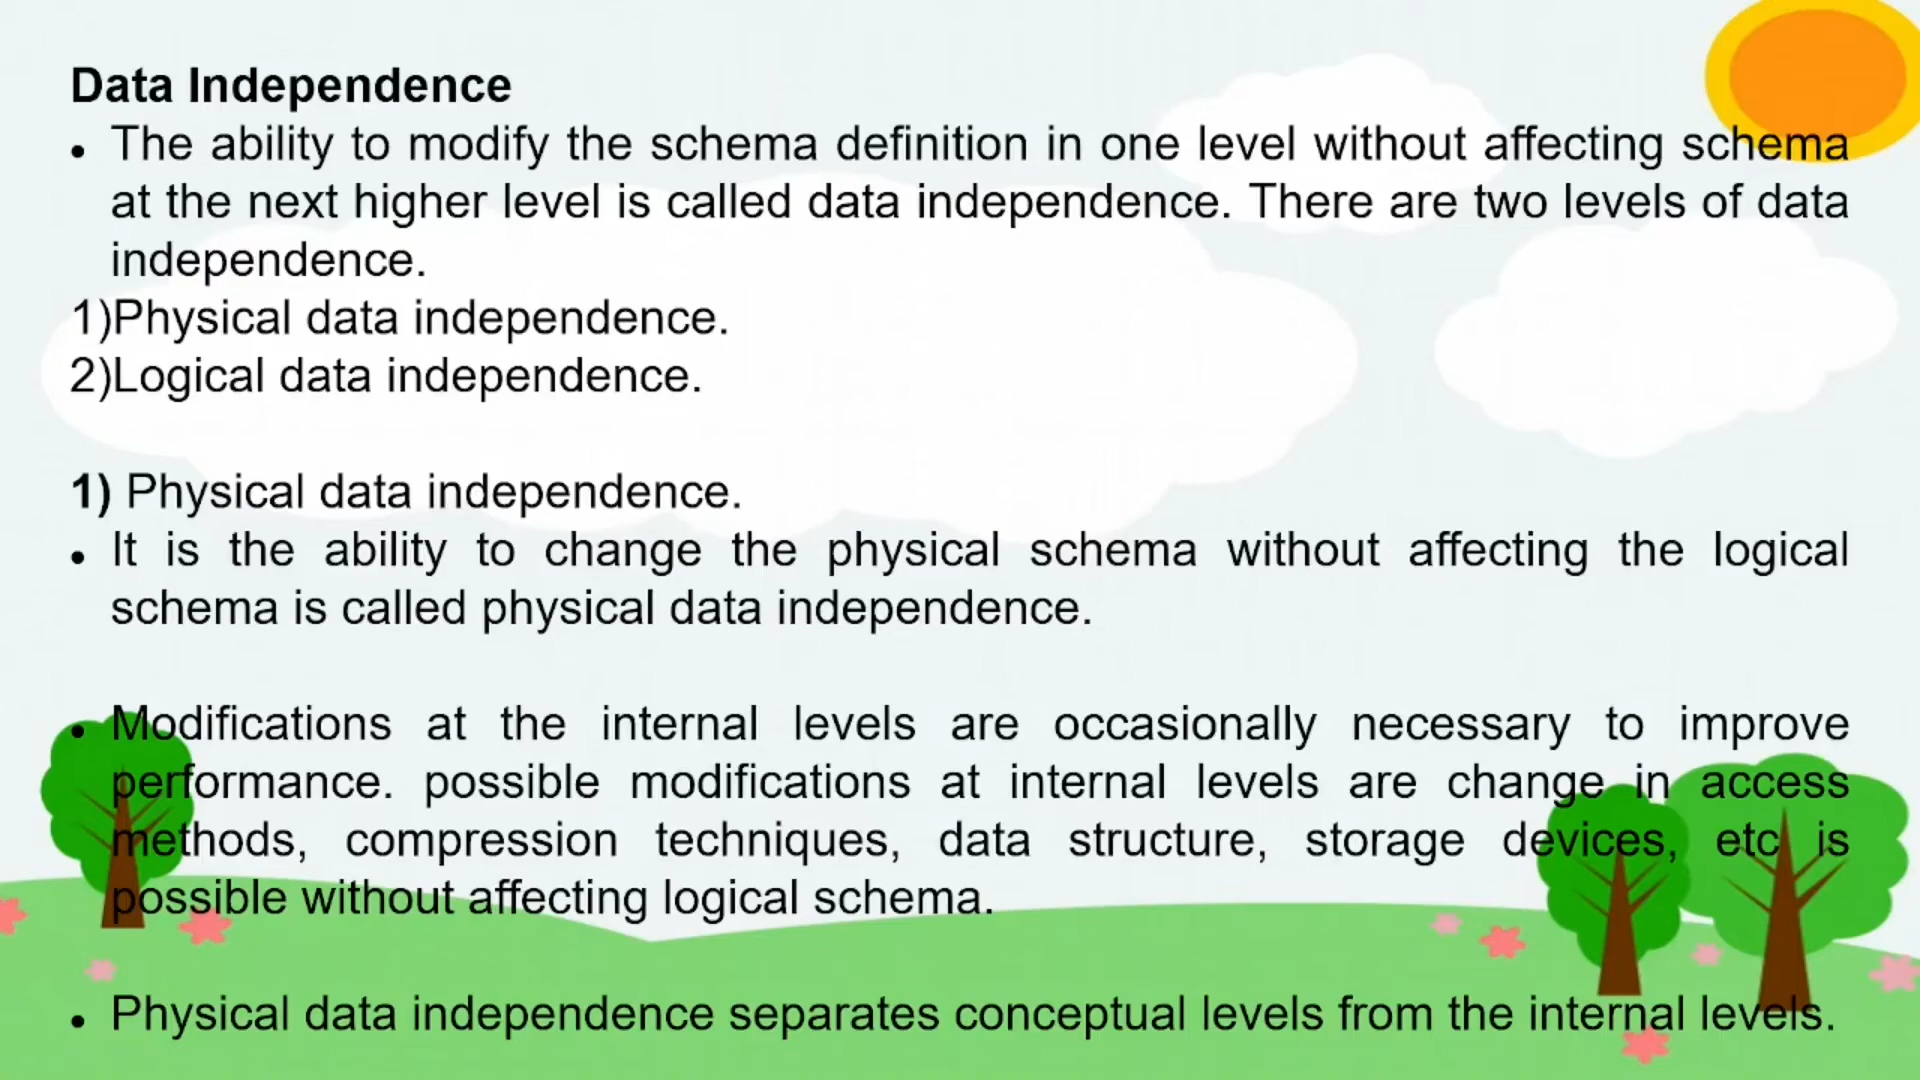 Data Independence
• The ability to modify the schema definition in one level without affecting schema
at the next higher level is called data independence. There are two levels of data
independence.
1)Physical data independence.
2)Logical data independence.
1) Physical data independence.
• It is the ability to change the physical schema without affecting the logical
schema is called physical data independence.
• Modifications at the internal levels are occasionally necessary to improve
performance. possible modifications at internal levels are change in access
methods, compression techniques, data structure, storage devices, etc is
possible without affecting logical schema.
• Physical data independence separates conceptual levels from the internal levels.